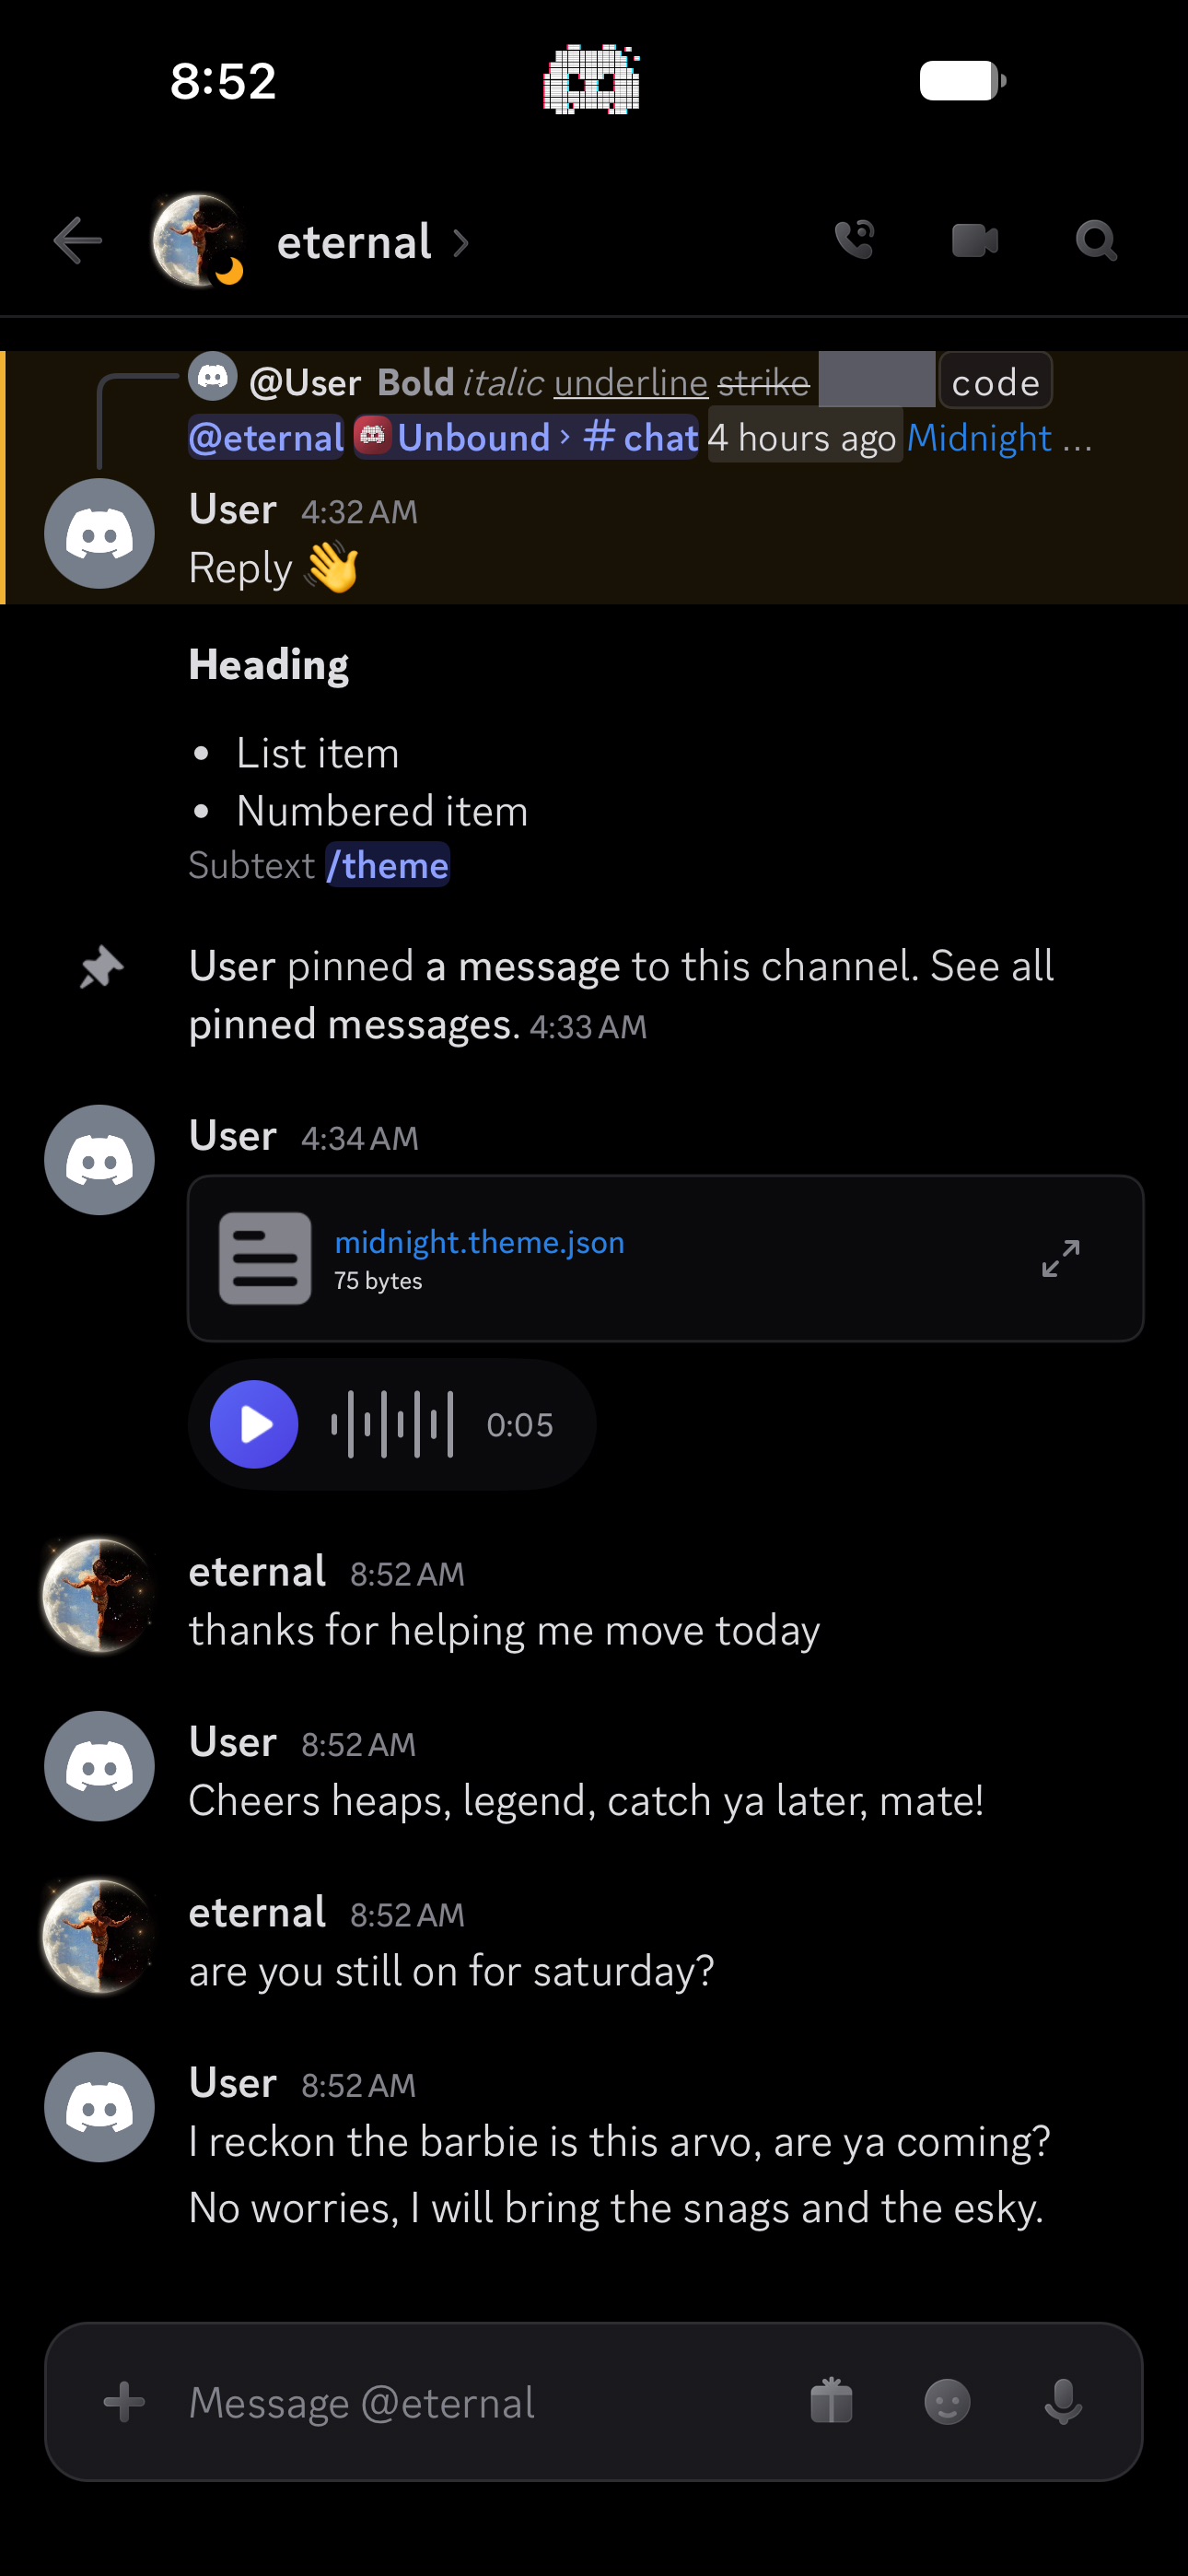 8:52
eternal
@User Bold italic underline strike code
@eternal Unbound › # chat 4 hours ago Midnight ...
User 4:32 AM
Reply 👋
Heading
• List item
• Numbered item
Subtext /theme
User pinned a message to this channel. See all
pinned messages. 4:33 AM
User 4:34 AM
midnight.theme.json
75 bytes
0:05
eternal 8:52 AM
thanks for helping me move today
User 8:52 AM
Cheers heaps, legend, catch ya later, mate!
eternal 8:52 AM
are you still on for saturday?
User 8:52 AM
I reckon the barbie is this arvo, are ya coming?
No worries, I will bring the snags and the esky.
Message @eternal